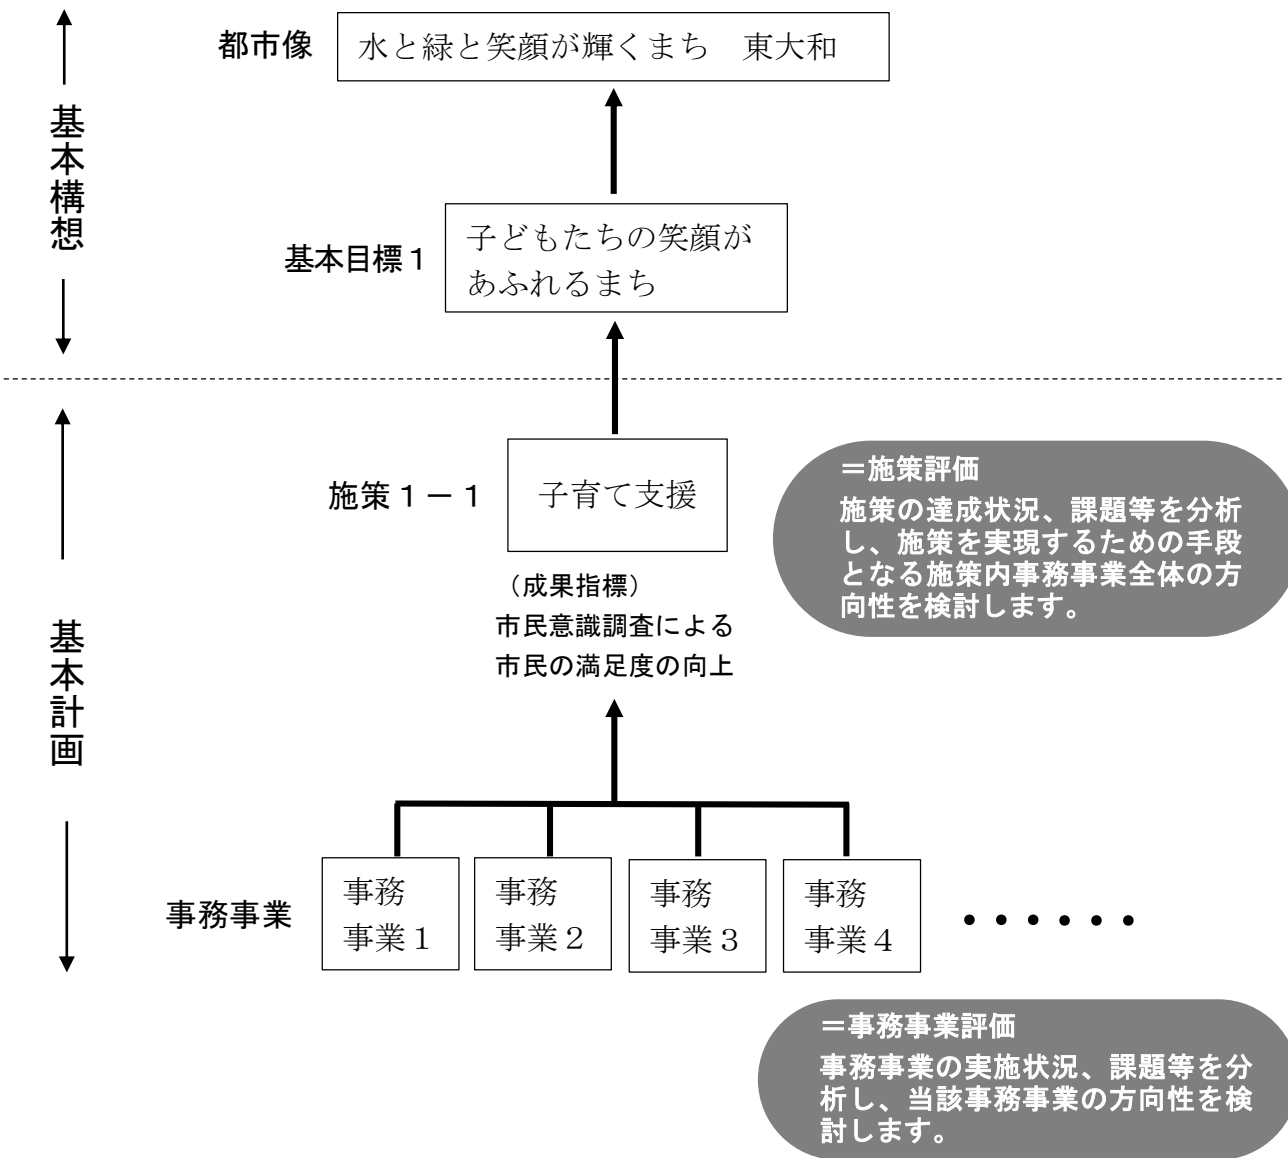 都市像
水と緑と笑顔が輝くまち　東大和
基本構想
基本目標１
子どもたちの笑顔が
あふれるまち
施策１－１
子育て支援
（成果指標）
市民意識調査による
市民の満足度の向上
＝施策評価
施策の達成状況、課題等を分析
し、施策を実現するための手段
となる施策内事務事業全体の方
向性を検討します。
基本計画
事務事業
事務
事業１
事務
事業２
事務
事業３
事務
事業４
・・・・・・
＝事務事業評価
事務事業の実施状況、課題等を分
析し、当該事務事業の方向性を検
討します。